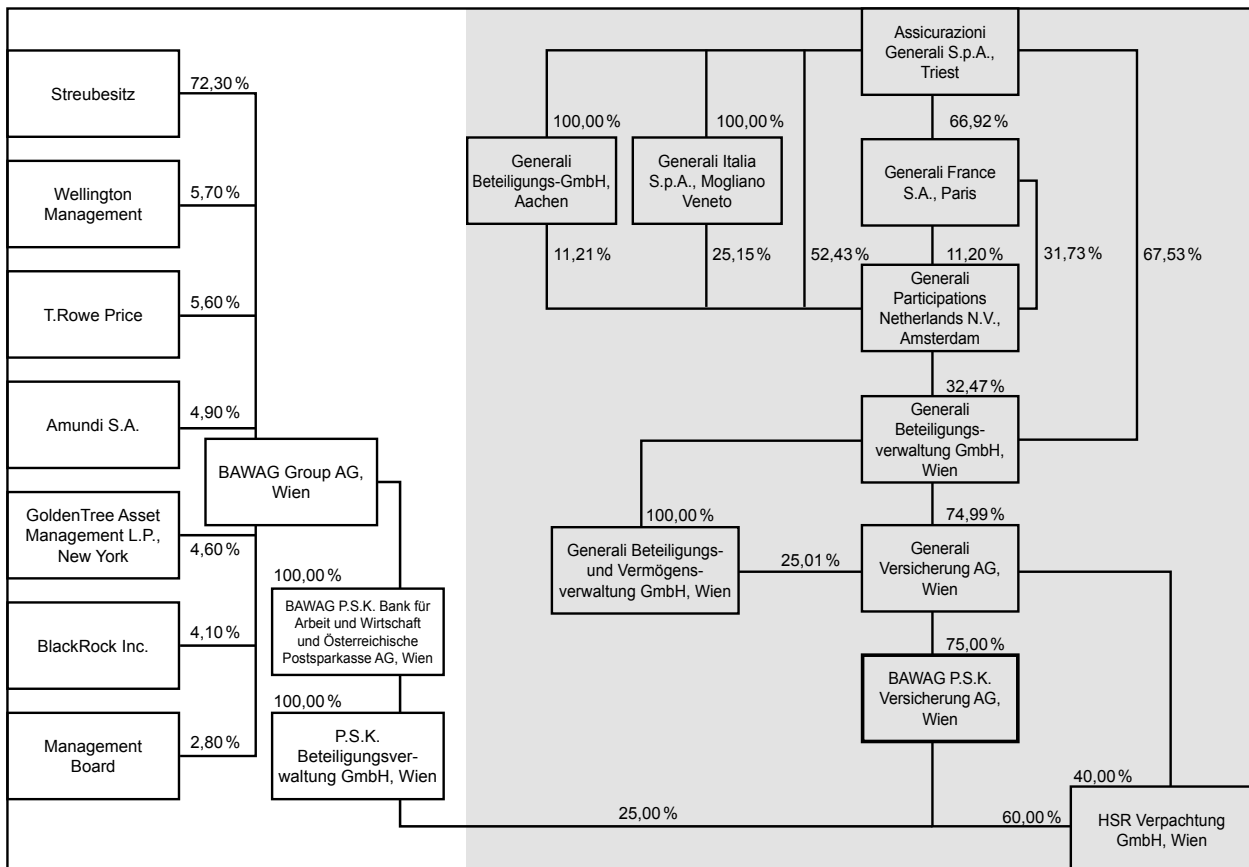 Streubesitz
72,30 %
Wellington
Management
5,70 %
T.Rowe Price
5,60 %
Amundi S.A.
4,90 %
BAWAG Group AG,
Wien
GoldenTree Asset
Management L.P.,
New York
4,60 %
BlackRock Inc.
4,10 %
Management
Board
2,80 %
100,00 %
BAWAG P.S.K. Bank für
Arbeit und Wirtschaft
und Österreichische
Postsparkasse AG, Wien
100,00 %
P.S.K.
Beteiligungsver-
waltung GmbH, Wien
25,00 %
Assicurazioni
Generali S.p.A.,
Triest
100,00 %
Generali
Beteiligungs-GmbH,
Aachen
11,21 %
100,00 %
Generali Italia
S.p.A., Mogliano
Veneto
25,15 %
52,43 %
66,92 %
Generali France
S.A., Paris
11,20 %
31,73 %
67,53 %
Generali
Participations
Netherlands N.V.,
Amsterdam
32,47 %
Generali
Beteiligungs-
verwaltung GmbH,
Wien
100,00 %
Generali Beteiligungs-
und Vermögens-
verwaltung GmbH, Wien
25,01 %
74,99 %
Generali
Versicherung AG,
Wien
75,00 %
BAWAG P.S.K.
Versicherung AG,
Wien
40,00 %
60,00 %
HSR Verpachtung
GmbH, Wien